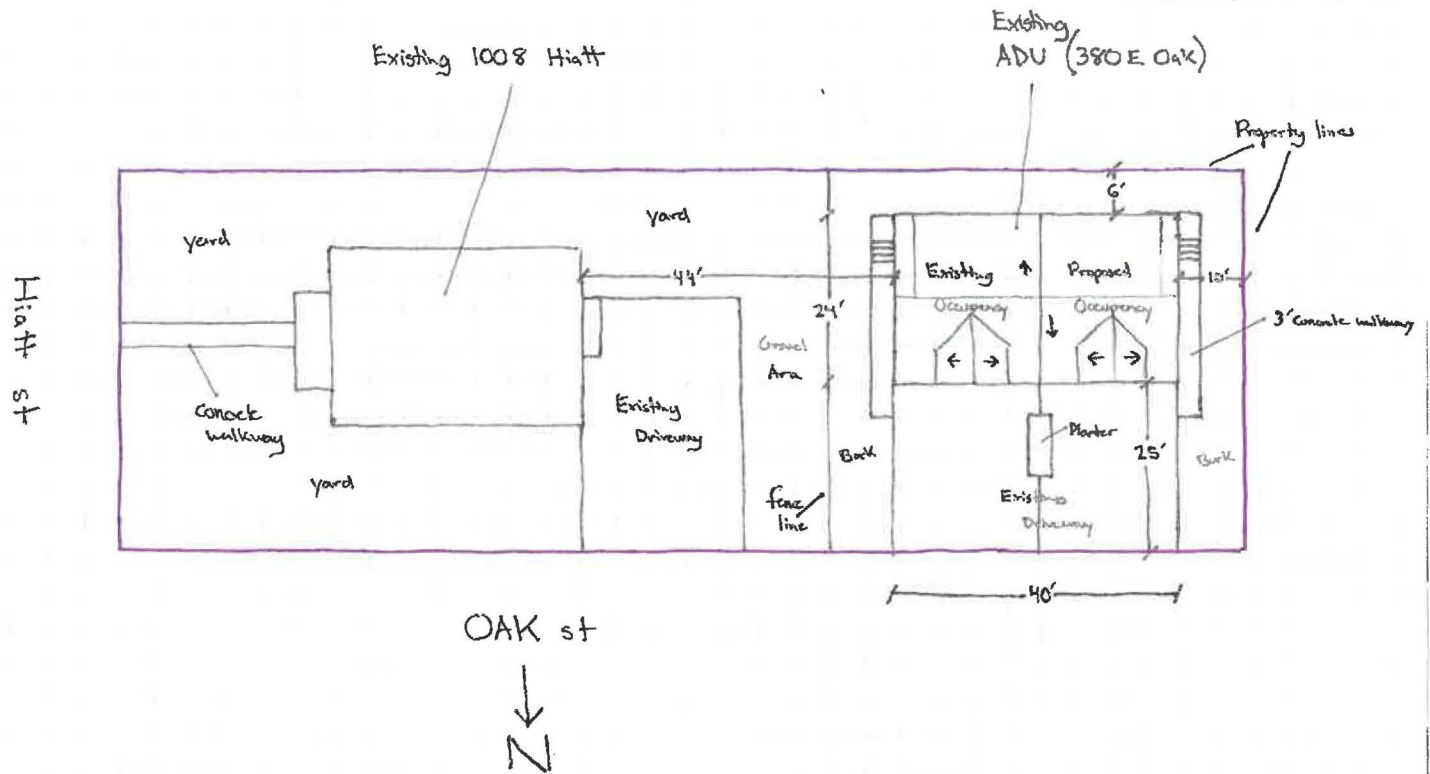 Existing
ADU (380 E Oak)
Existing 1008 Hiatt
Property lines
6'
yard
yard
44'
24'
Existing
Proposed
10'
Occupancy
Occupancy
3' concrete walkway
Hiatt st
Gravel
Area
Existing
Driveway
concrete
walkway
Planter
25'
Bark
Bark
yard
fence
line
Existing
Driveway
40'
OAK st
N